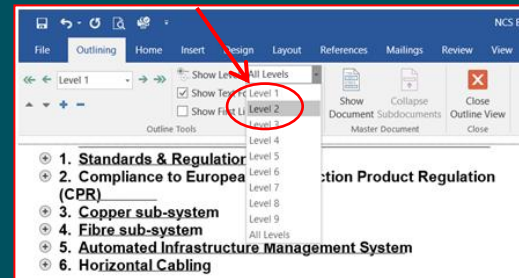 NCS
File Outlining Home Insert Design Layout References Mailings Review View
Level 1 Show Level All Levels
Show Text Fo Level 1
Show First Li Level 2
Level 3
Level 4
Level 5
Level 6
Level 7
Level 8
Level 9
All Levels
Outline Tools
Show Document
Collapse Subdocuments
Master Document
Close Outline View
Close
1. Standards & Regulation
2. Compliance to Europea ction Product Regulation
(CPR)
3. Copper sub-system
4. Fibre sub-system
5. Automated Infrastructure Management System
6. Horizontal Cabling